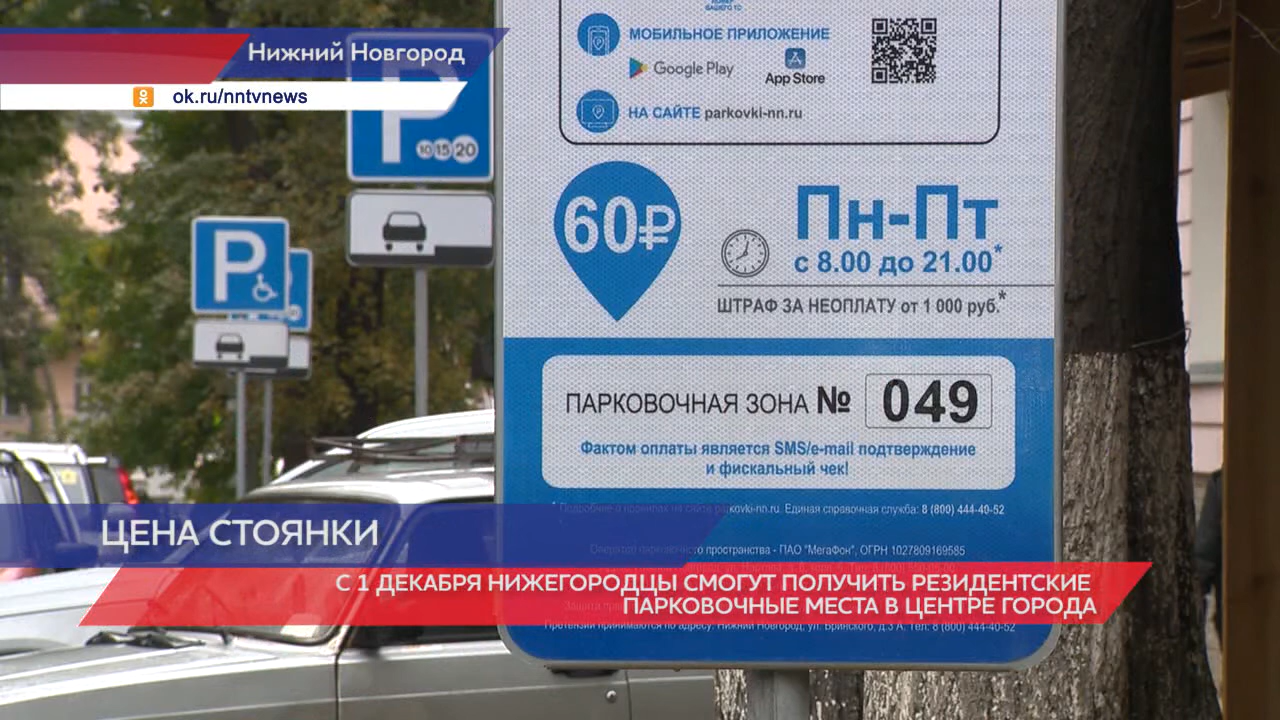 Нижний Новгород
ok.ru/nntvnews
P
10 15 20
P
МОБИЛЬНОЕ ПРИЛОЖЕНИЕ
Google Play
App Store
НА САЙТЕ parkovki-nn.ru
60₽
Пн-Пт
с 8.00 до 21.00*
ШТРАФ ЗА НЕОПЛАТУ от 1 000 руб.*
ПАРКОВОЧНАЯ ЗОНА № 049
Фактом оплаты является SMS/e-mail подтверждение
и фискальный чек!
parkovki-nn.ru. Единая справочная служба: 8 (800) 444-40-52
пространства - ПАО "МегаФон", ОГРН 1027809169585
Претензии принимаются по адресу: Нижний Новгород, ул. Бринского, д.3 А. Тел: 8 (800) 444-40-52
ЦЕНА СТОЯНКИ
С 1 ДЕКАБРЯ НИЖЕГОРОДЦЫ СМОГУТ ПОЛУЧИТЬ РЕЗИДЕНТСКИЕ
ПАРКОВОЧНЫЕ МЕСТА В ЦЕНТРЕ ГОРОДА